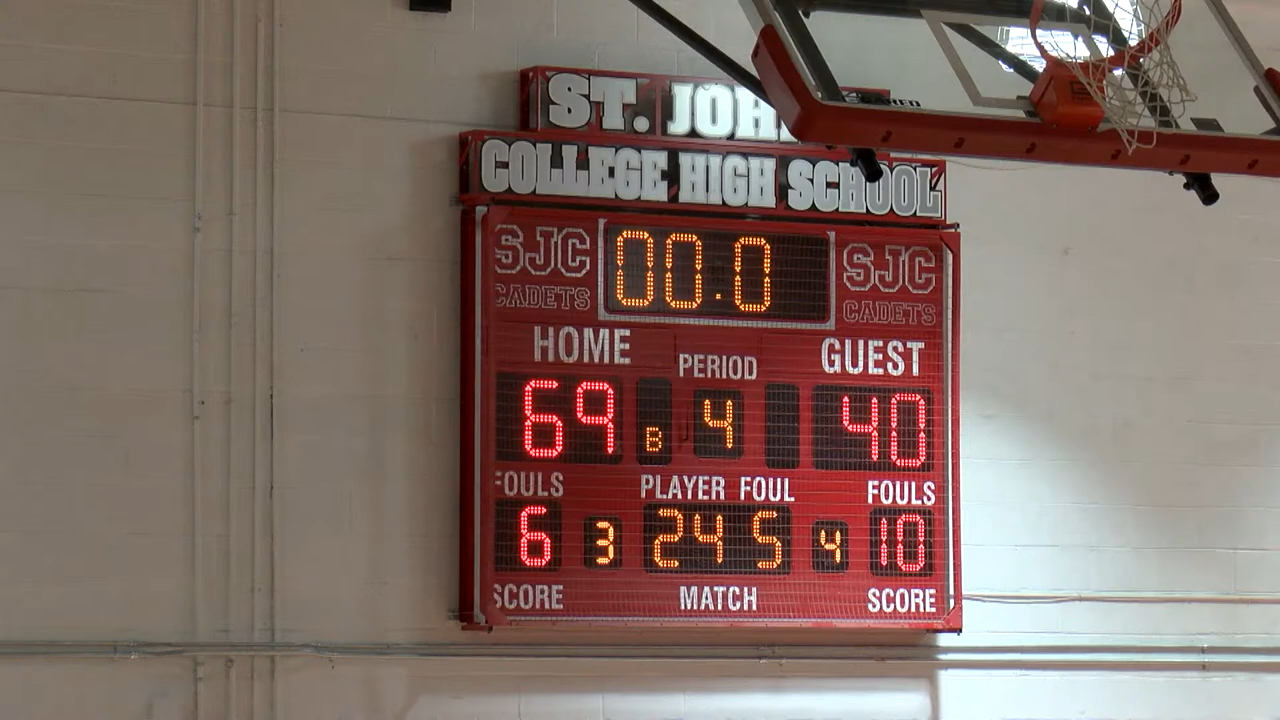 ST. JOH
COLLEGE HIGH SCHOOL
SJC 00.0 SJC
CADETS CADETS
HOME PERIOD GUEST
69 B 4 40
FOULS PLAYER FOUL FOULS
6 3 24 5 4 10
SCORE MATCH SCORE